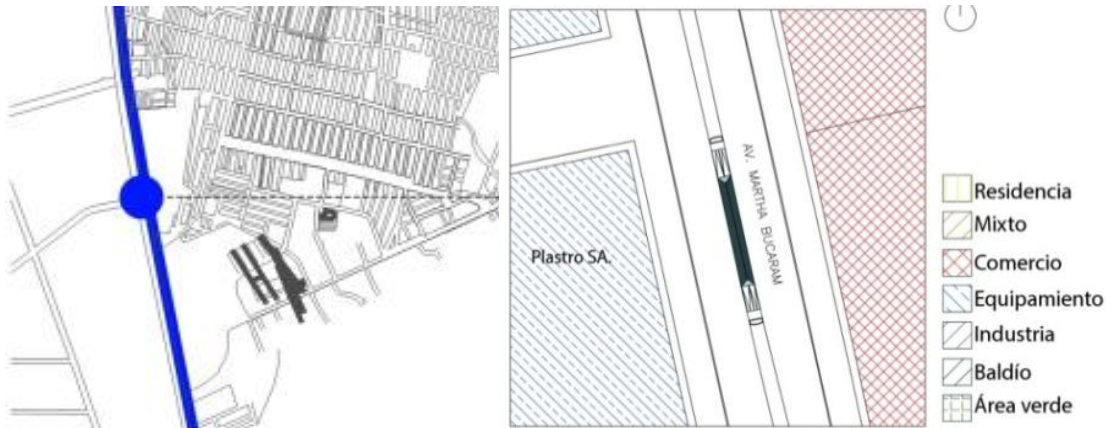 AV. MARTHA BUCARAM
Plastro SA.
Residencia
Mixto
Comercio
Equipamiento
Industria
Baldío
Área verde